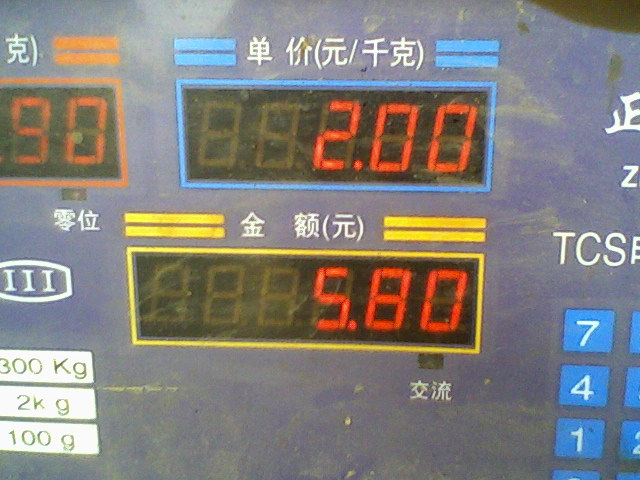 克)
单 价(元/千克)
.90
2.00
正
零位
金 额(元)
TCS
III
5.80
7
300 Kg
交流
4
2k g
100 g
1